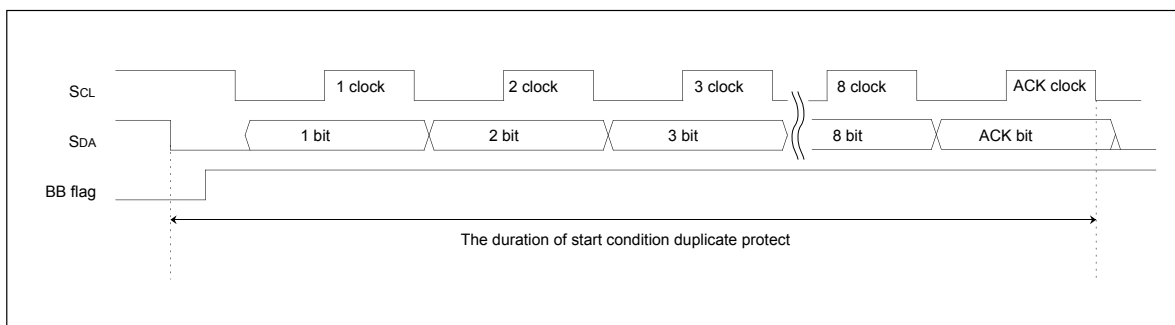 SCL
1 clock
2 clock
3 clock
8 clock
ACK clock
SDA
1 bit
2 bit
3 bit
8 bit
ACK bit
BB flag
The duration of start condition duplicate protect